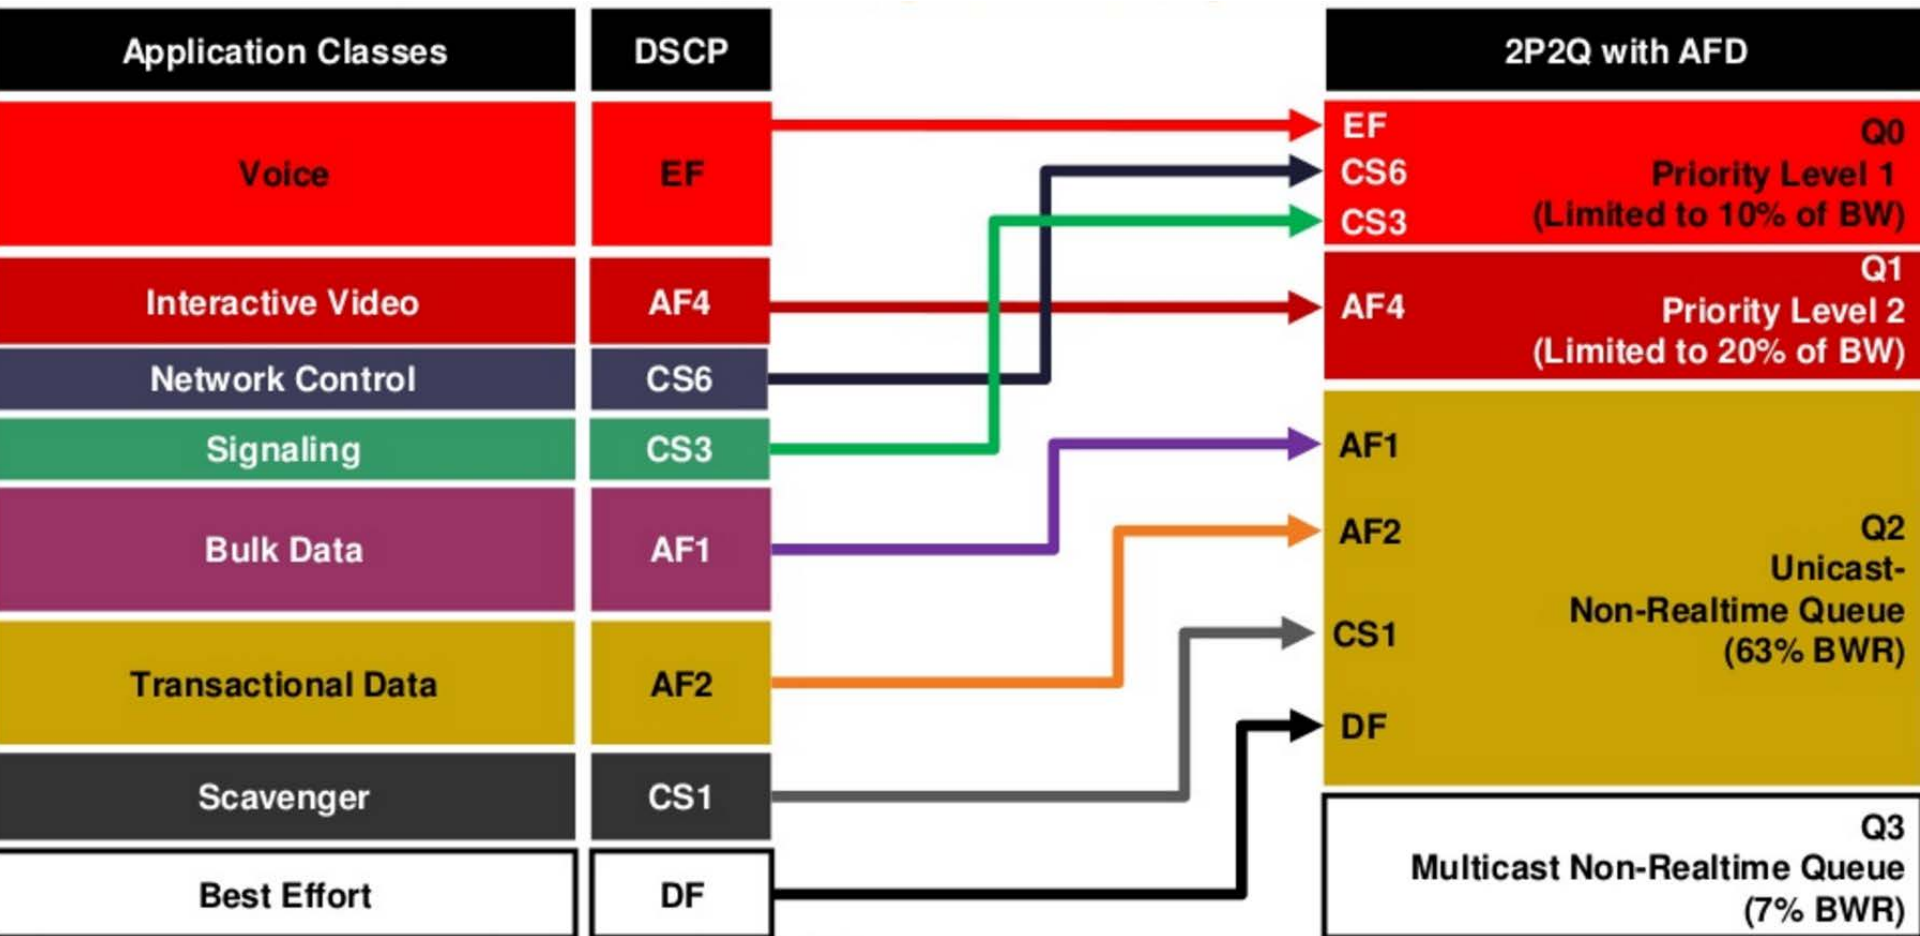 Application Classes
DSCP
2P2Q with AFD
Voice
EF
EF
CS6
CS3
Q0
Priority Level 1
(Limited to 10% of BW)
Interactive Video
AF4
AF4
Q1
Priority Level 2
(Limited to 20% of BW)
Network Control
CS6
Signaling
CS3
Bulk Data
AF1
AF1
AF2
CS1
DF
Q2
Unicast-
Non-Realtime Queue
(63% BWR)
Transactional Data
AF2
Scavenger
CS1
Best Effort
DF
Q3
Multicast Non-Realtime Queue
(7% BWR)